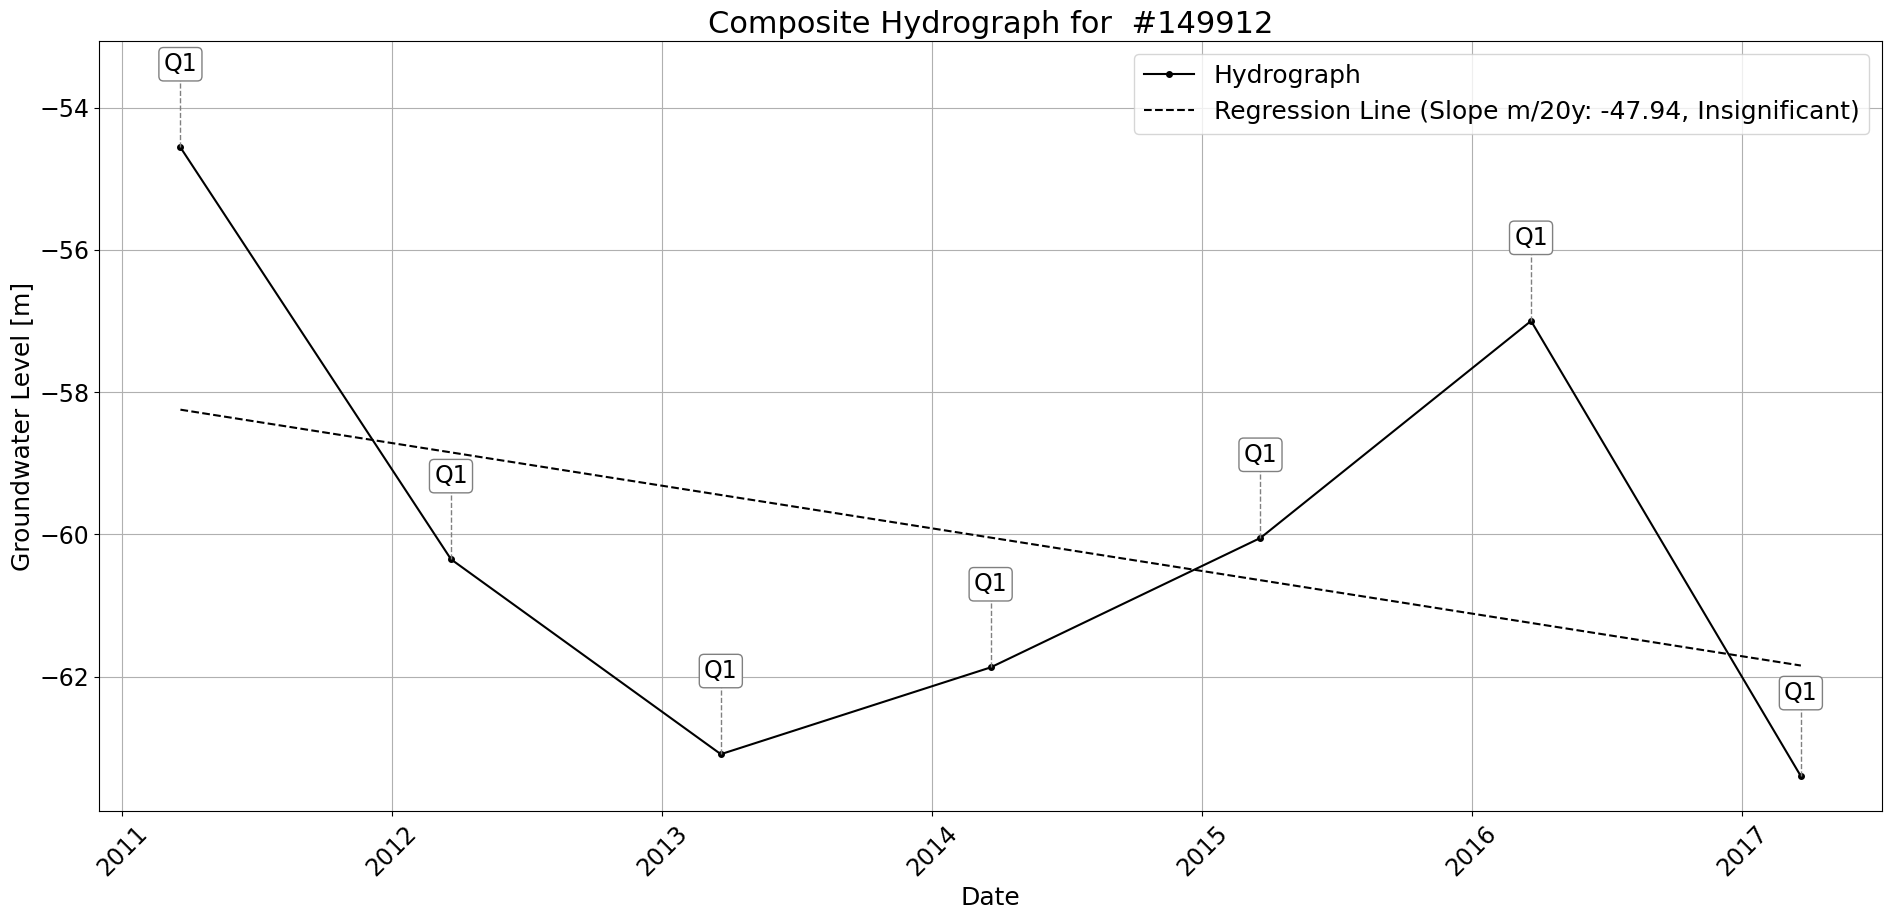 Composite Hydrograph for  #149912
Hydrograph
Regression Line (Slope m/20y: -47.94, Insignificant)
Groundwater Level [m]
−54
−56
−58
−60
−62
Q1
Q1
Q1
Q1
Q1
Q1
Q1
2011
2012
2013
2014
2015
2016
2017
Date